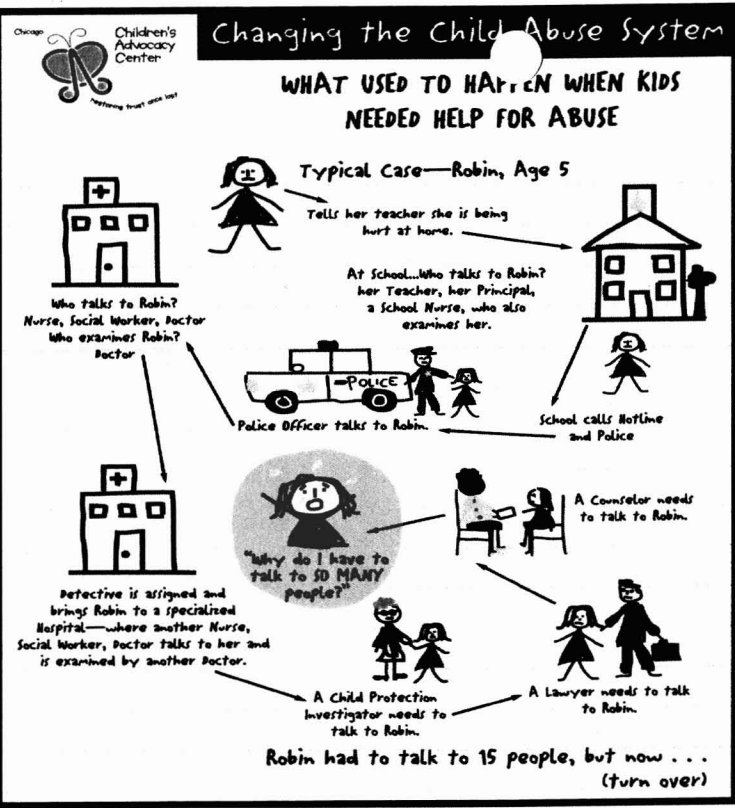 Chicago
Children's
Advocacy
Center
restoring trust once lost
Changing the Child Abuse System
WHAT USED TO HAPPEN WHEN KIDS
NEEDED HELP FOR ABUSE
Typical Case—Robin, Age 5
Tells her teacher she is being
hurt at home.
At School...Who talks to Robin?
her Teacher, her Principal,
a School Nurse, who also
examines her.
School calls Hotline
and Police
POLICE
Police Officer talks to Robin.
Who talks to Robin?
Nurse, Social Worker, Doctor
Who examines Robin?
Doctor
Detective is assigned and
brings Robin to a specialized
Hospital—where another Nurse,
Social Worker, Doctor talks to her and
is examined by another Doctor.
A Child Protection
Investigator needs to
talk to Robin.
A Lawyer needs to talk
to Robin.
A Counselor needs
to talk to Robin.
"Why do I have to
talk to SO MANY
people?"
Robin had to talk to 15 people, but now . . .
(turn over)